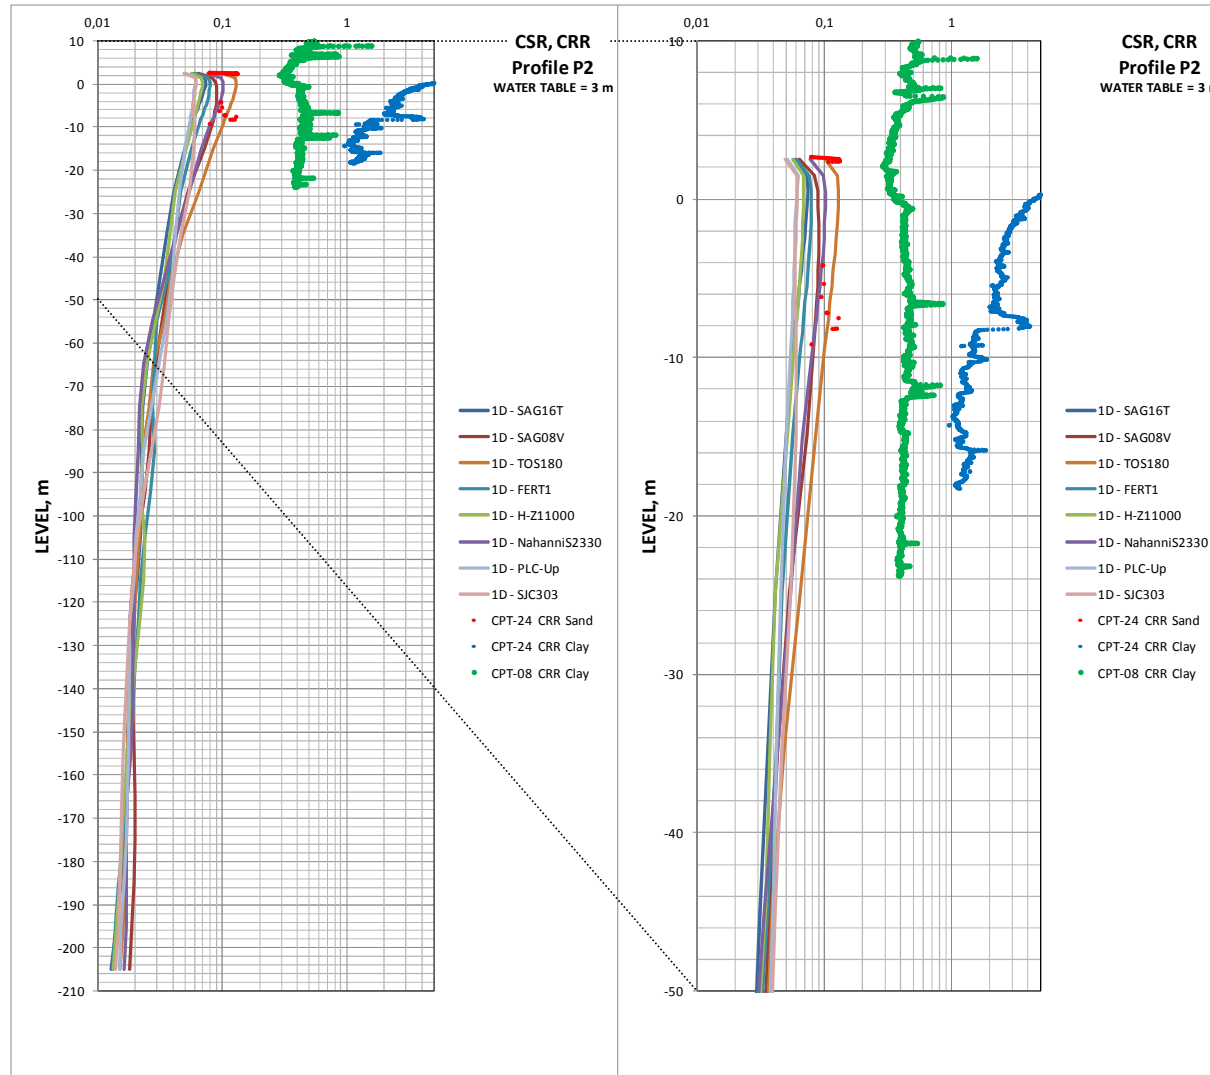 0,01 0,1 1
10
0
-10
-20
-30
-40
-50
-60
-70
-80
-90
-100
-110
-120
-130
-140
-150
-160
-170
-180
-190
-200
-210
LEVEL, m
CSR, CRR
Profile P2
WATER TABLE = 3 m
1D - SAG16T
1D - SAG08V
1D - TOS180
1D - FERT1
1D - H-Z11000
1D - NahanniS2330
1D - PLC-Up
1D - SJC303
CPT-24 CRR Sand
CPT-24 CRR Clay
CPT-08 CRR Clay
0,01 0,1 1
10
0
-10
-20
-30
-40
-50
LEVEL, m
CSR, CRR
Profile P2
WATER TABLE = 3 m
1D - SAG16T
1D - SAG08V
1D - TOS180
1D - FERT1
1D - H-Z11000
1D - NahanniS2330
1D - PLC-Up
1D - SJC303
CPT-24 CRR Sand
CPT-24 CRR Clay
CPT-08 CRR Clay